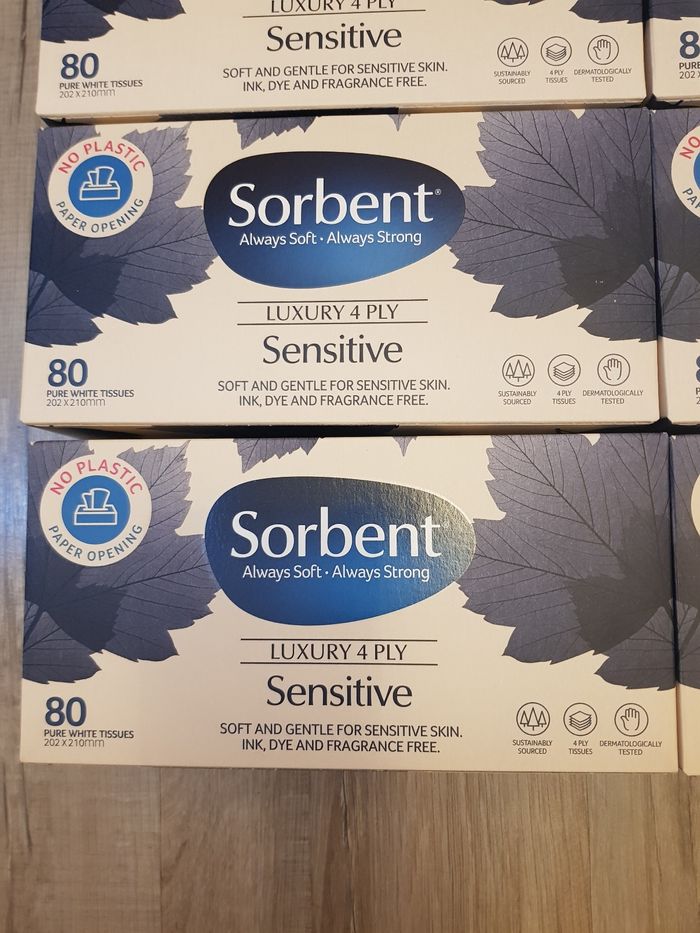 LUXURY 4 PLY
Sensitive
80
PURE WHITE TISSUES
202 X 210mm
SOFT AND GENTLE FOR SENSITIVE SKIN.
INK, DYE AND FRAGRANCE FREE.
SUSTAINABLY SOURCED
4 PLY TISSUES
DERMATOLOGICALLY TESTED
8
PURE
202
NO PLASTIC
PAPER OPENING
Sorbent®
Always Soft · Always Strong
LUXURY 4 PLY
Sensitive
80
PURE WHITE TISSUES
202 X 210mm
SOFT AND GENTLE FOR SENSITIVE SKIN.
INK, DYE AND FRAGRANCE FREE.
SUSTAINABLY SOURCED
4 PLY TISSUES
DERMATOLOGICALLY TESTED
NO PLASTIC
PAPER OPENING
Sorbent
Always Soft · Always Strong
LUXURY 4 PLY
Sensitive
80
PURE WHITE TISSUES
202 X 210mm
SOFT AND GENTLE FOR SENSITIVE SKIN.
INK, DYE AND FRAGRANCE FREE.
SUSTAINABLY SOURCED
4 PLY TISSUES
DERMATOLOGICALLY TESTED